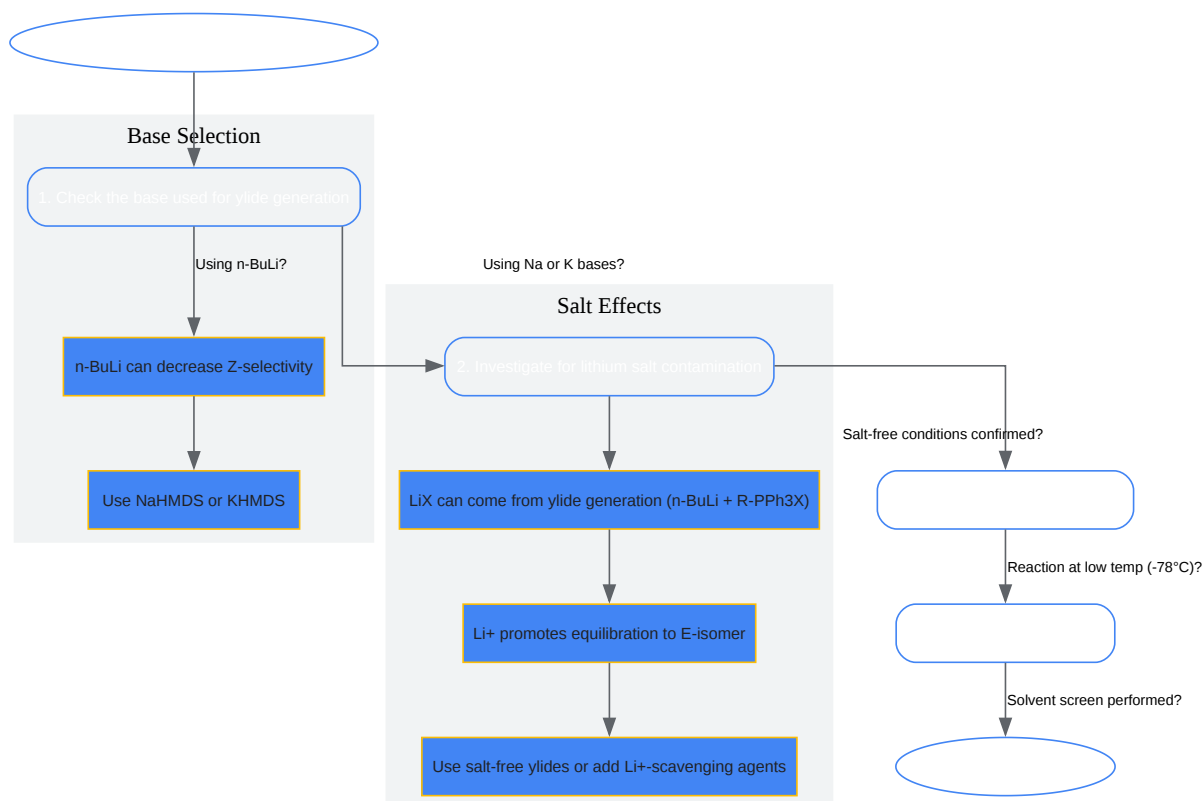 Base Selection
1. Check the base used for ylide generation
Using n-BuLi?
Using Na or K bases?
n-BuLi can decrease Z-selectivity
Use NaHMDS or KHMDS
Salt Effects
2. Investigate for lithium salt contamination
LiX can come from ylide generation (n-BuLi + R-PPh3X)
Li+ promotes equilibration to E-isomer
Use salt-free ylides or add Li+-scavenging agents
Salt-free conditions confirmed?
Reaction at low temp (-78°C)?
Solvent screen performed?